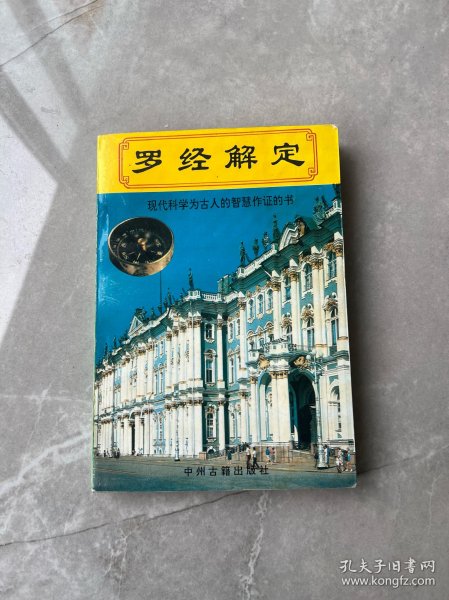 罗经解定
现代科学为古人的智慧作证的书
中州古籍出版社
孔夫子旧书网
www.kongfz.com